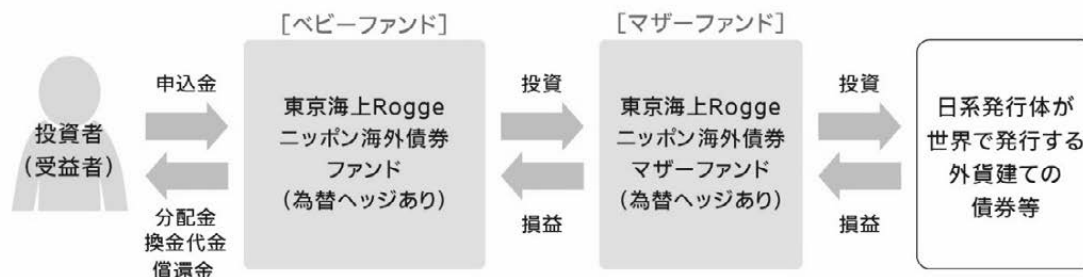 [ベビーファンド]
[マザーファンド]
投資者
(受益者)
申込金
分配金
換金代金
償還金
東京海上Rogge
ニッポン海外債券
ファンド
(為替ヘッジあり)
投資
損益
東京海上Rogge
ニッポン海外債券
マザーファンド
(為替ヘッジあり)
投資
損益
日系発行体が
世界で発行する
外貨建ての
債券等